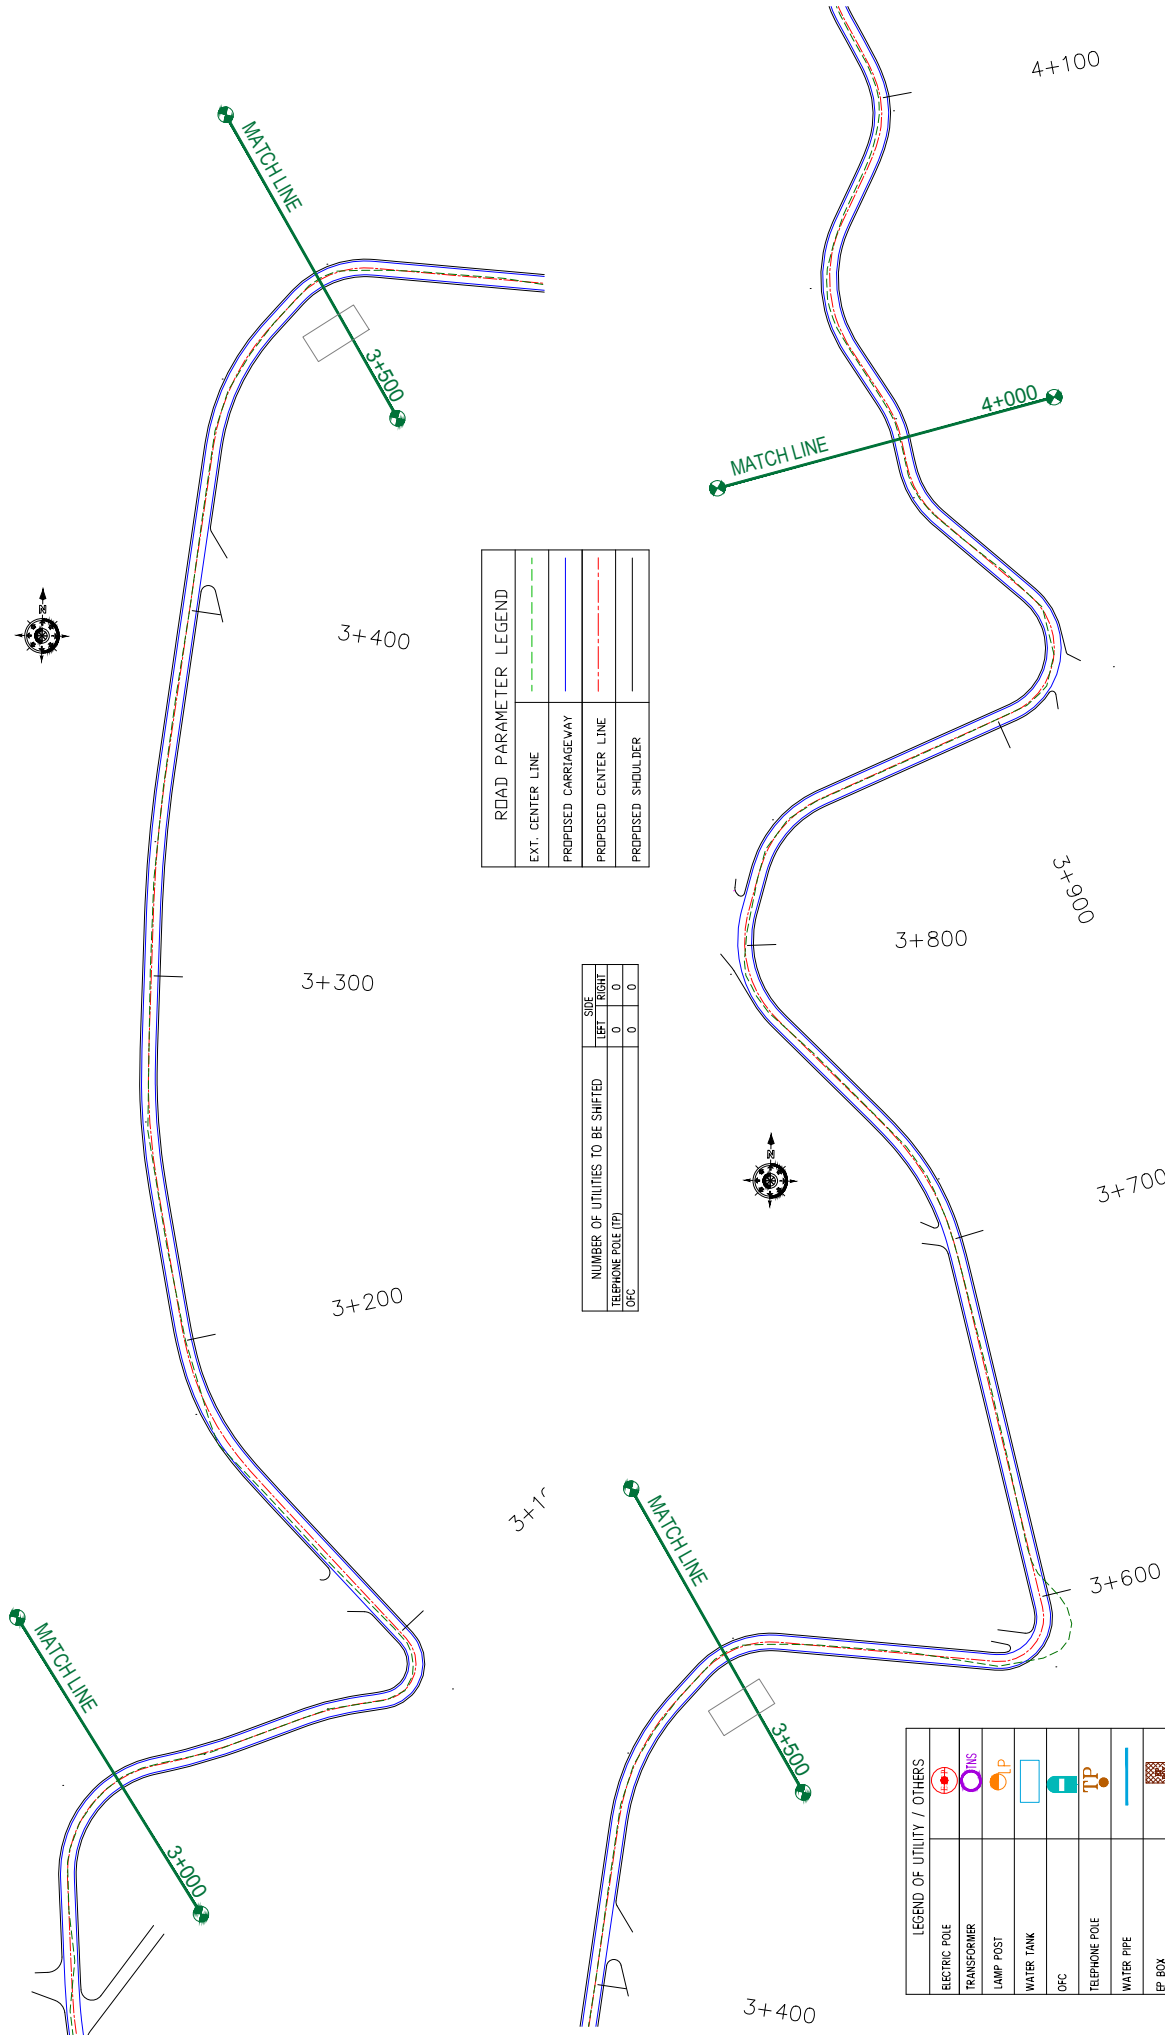 4+100
MATCH LINE
3+500
4+000
MATCH LINE
N
3+400
ROAD PARAMETER LEGEND
EXT. CENTER LINE
PROPOSED CARRIAGEWAY
PROPOSED CENTER LINE
PROPOSED SHOULDER
3+900
3+800
3+300
NUMBER OF UTILITIES TO BE SHIFTED
SIDE
LEFT RIGHT
TELEPHONE POLE (TP) 0 0
OFC 0 0
N
3+700
3+200
MATCH LINE
3+500
3+600
MATCH LINE
3+000
LEGEND OF UTILITY / OTHERS
ELECTRIC POLE
TRANSFORMER TNS
LAMP POST LP
WATER TANK
OFC
TELEPHONE POLE TP
WATER PIPE
EP BOX
3+400